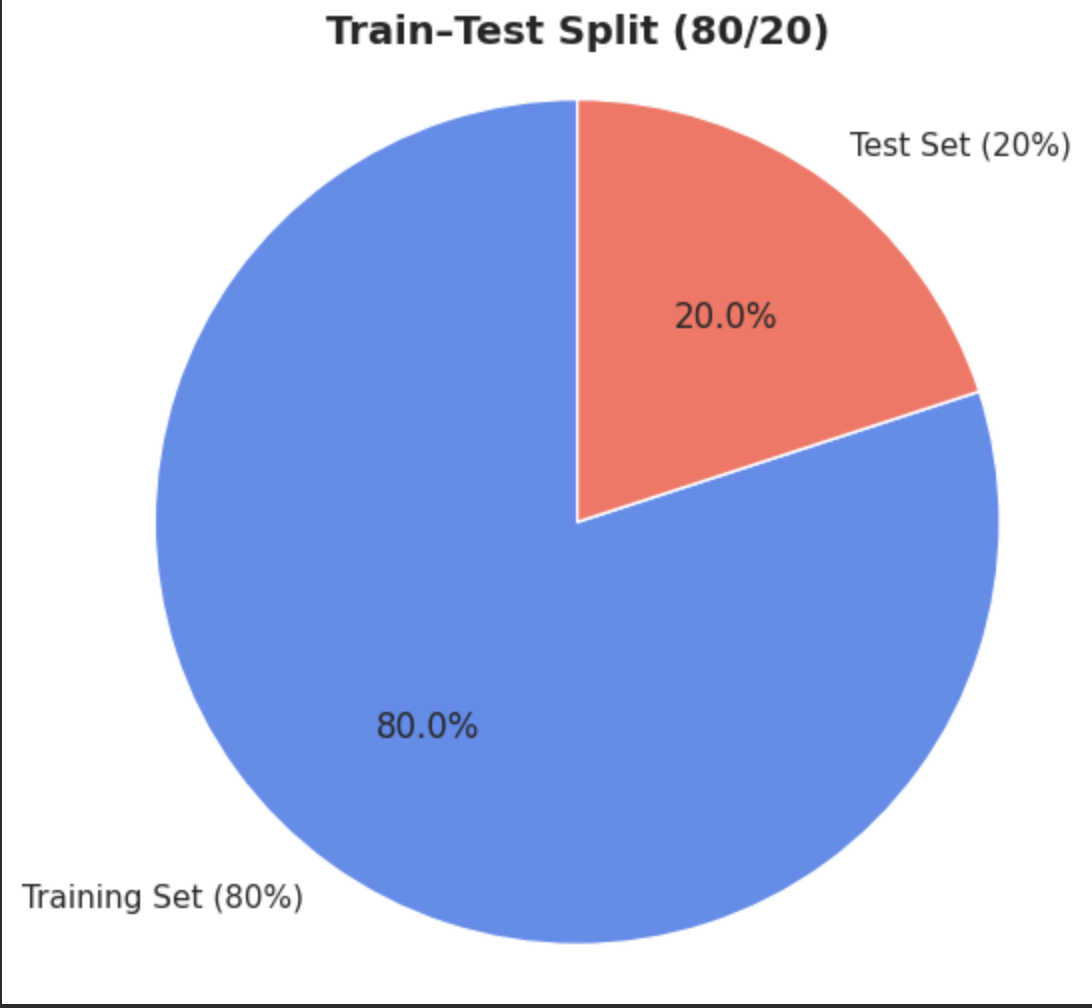 Train–Test Split (80/20)
Test Set (20%)
20.0%
80.0%
Training Set (80%)